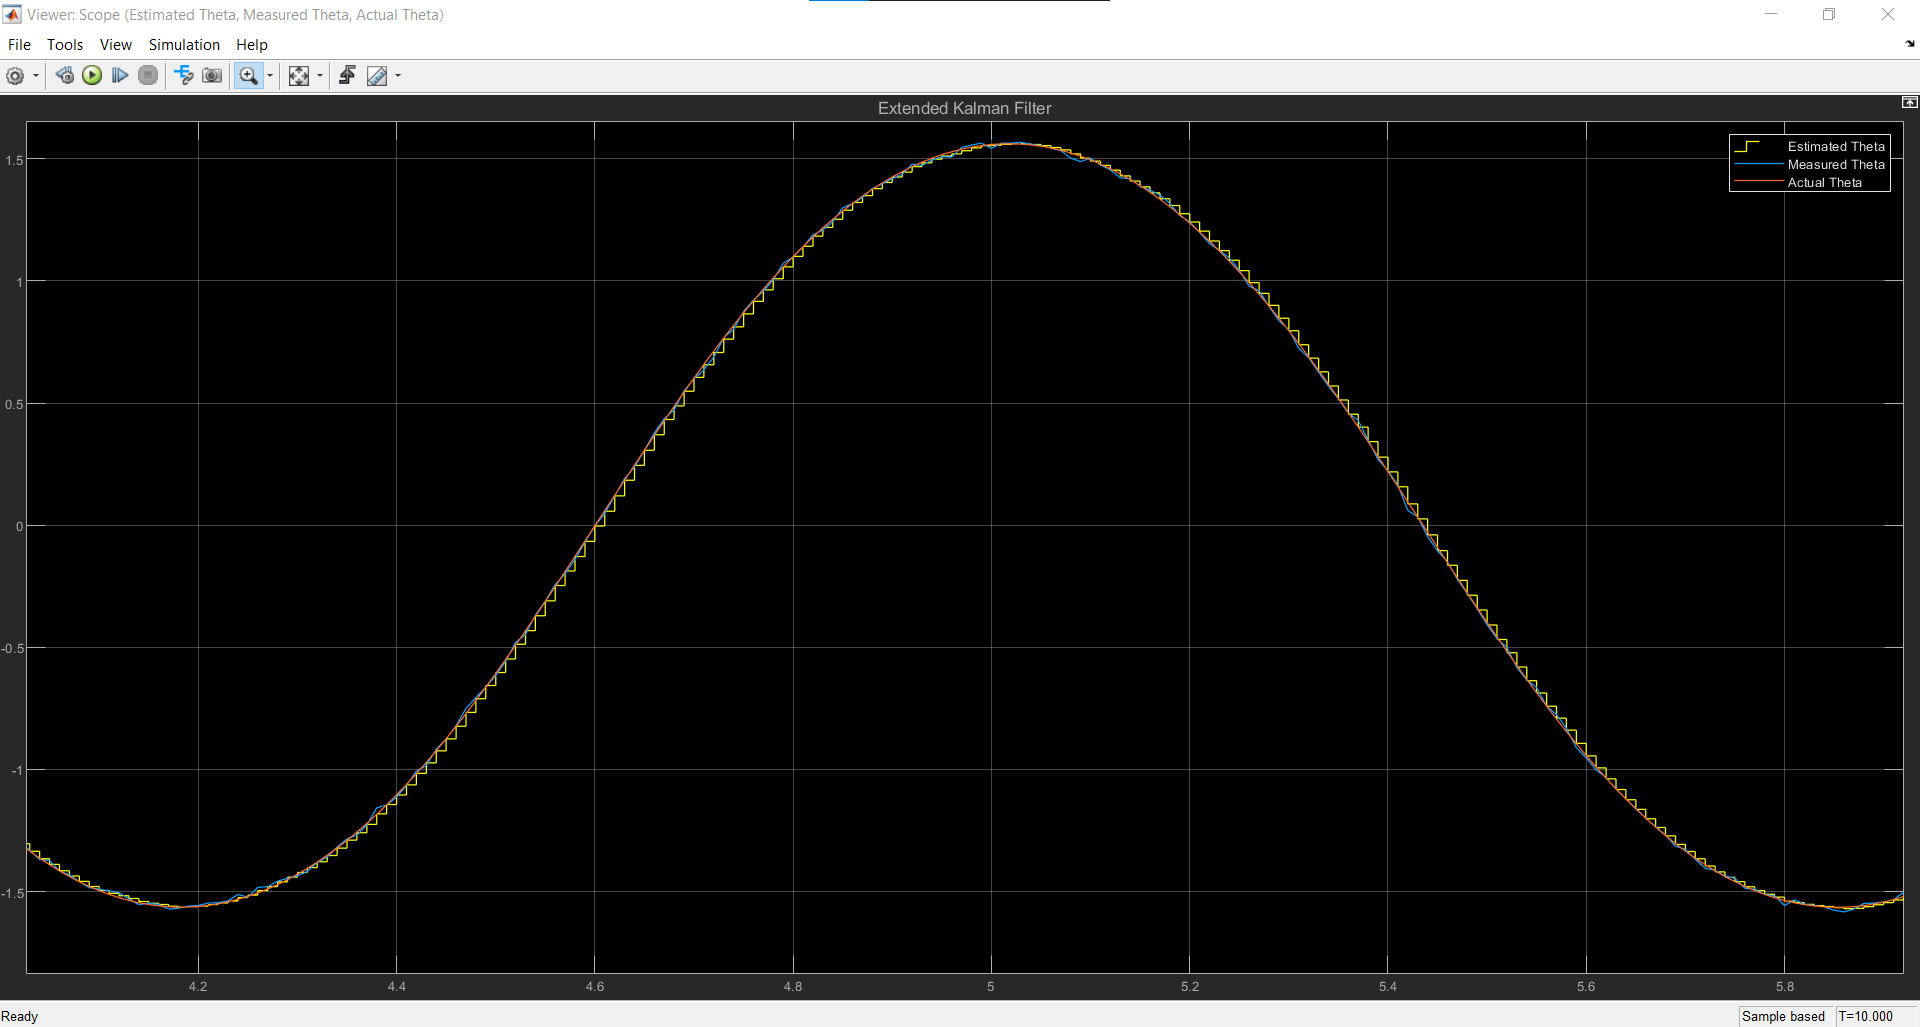 Viewer: Scope (Estimated Theta, Measured Theta, Actual Theta)
File Tools View Simulation Help
Extended Kalman Filter
Estimated Theta
Measured Theta
Actual Theta
1.5
1
0.5
0
-0.5
-1
-1.5
4.2 4.4 4.6 4.8 5 5.2 5.4 5.6 5.8
Ready
Sample based T=10.000